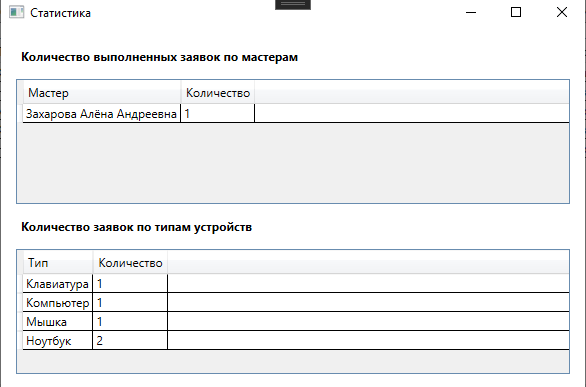 Статистика
Количество выполненных заявок по мастерам
Мастер Количество
Захарова Алёна Андреевна 1
Количество заявок по типам устройств
Тип Количество
Клавиатура 1
Компьютер 1
Мышка 1
Ноутбук 2